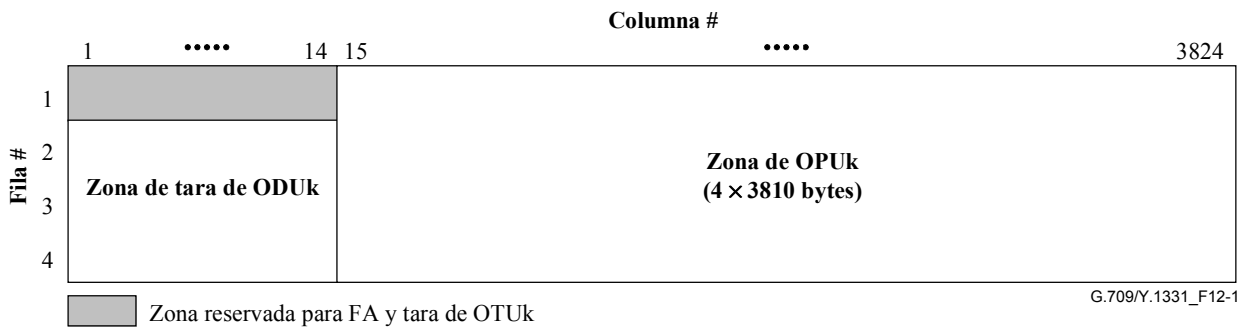 Columna #
1 ••••• 14 15 ••••• 3824
Fila #
1
2
3
4
Zona de tara de ODUk
Zona de OPUk
(4 × 3810 bytes)
G.709/Y.1331_F12-1
Zona reservada para FA y tara de OTUk